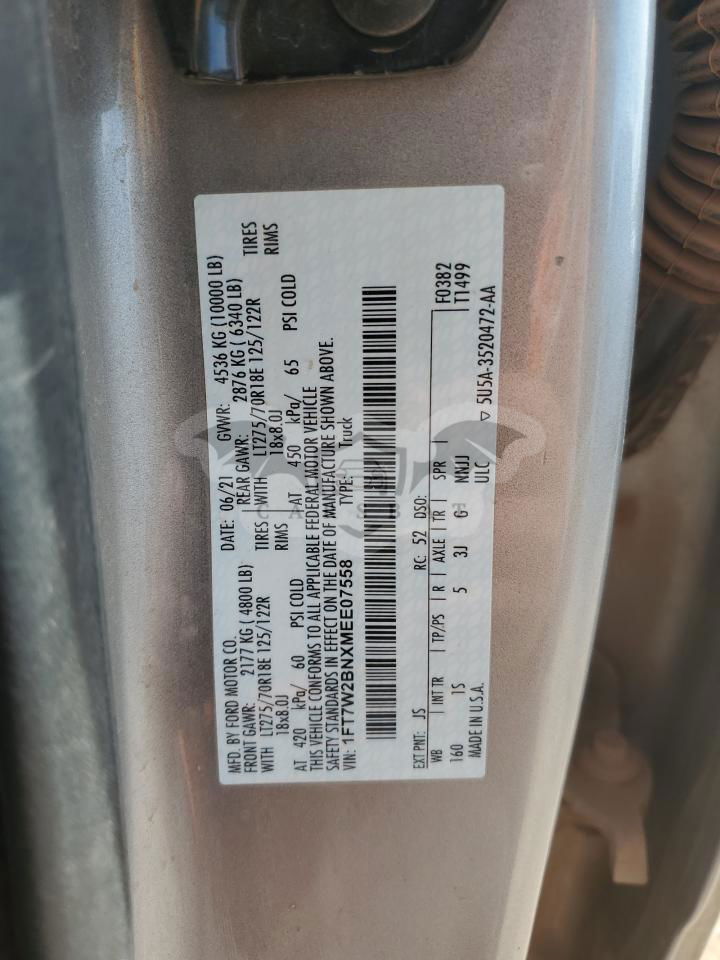 MFD. BY FORD MOTOR CO.
DATE: 06/21 GVWR: 4536 KG (10000 LB)
FRONT GAWR: 2177 KG ( 4800 LB) REAR GAWR: 2876 KG ( 6340 LB)
WITH LT275/70R18E 125/122R TIRES WITH LT275/70R18E 125/122R TIRES
18x8.0J RIMS 18x8.0J RIMS
AT 420 kPa/ 60 PSI COLD AT 450 kPa/ 65 PSI COLD
THIS VEHICLE CONFORMS TO ALL APPLICABLE FEDERAL MOTOR VEHICLE
SAFETY STANDARDS IN EFFECT ON THE DATE OF MANUFACTURE SHOWN ABOVE.
VIN: 1FT7W2BNXMEE07558 TYPE: Truck
EXT PNT: JS RC: 52 DSO: F0382
WB INT TR TP/PS R AXLE TR SPR T1499
160 1S 5 3J G NNJJ
MADE IN U.S.A. ULC
▽ 5U5A-3520472-AA